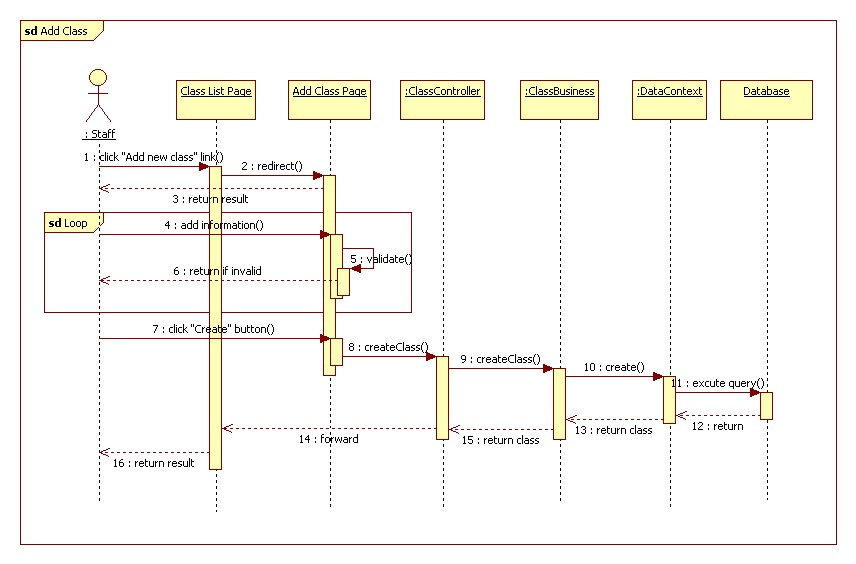 sd Add Class
: Staff
Class List Page
Add Class Page
:ClassController
:ClassBusiness
:DataContext
Database
1 : click "Add new class" link()
2 : redirect()
3 : return result
sd Loop
4 : add information()
5 : validate()
6 : return if invalid
7 : click "Create" button()
8 : createClass()
9 : createClass()
10 : create()
11 : excute query()
12 : return
13 : return class
15 : return class
14 : forward
16 : return result